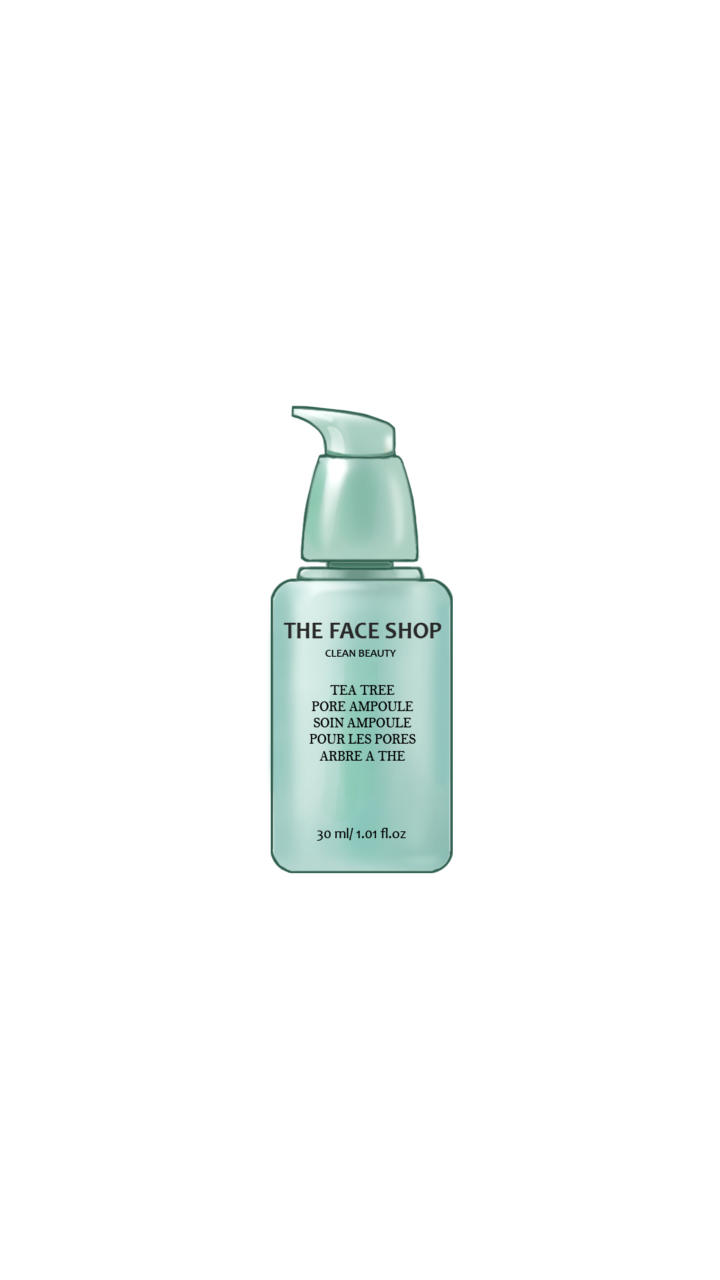 THE FACE SHOP
CLEAN BEAUTY
TEA TREE
PORE AMPOULE
SOIN AMPOULE
POUR LES PORES
ARBRE A THE
30 ml/ 1.01 fl.oz